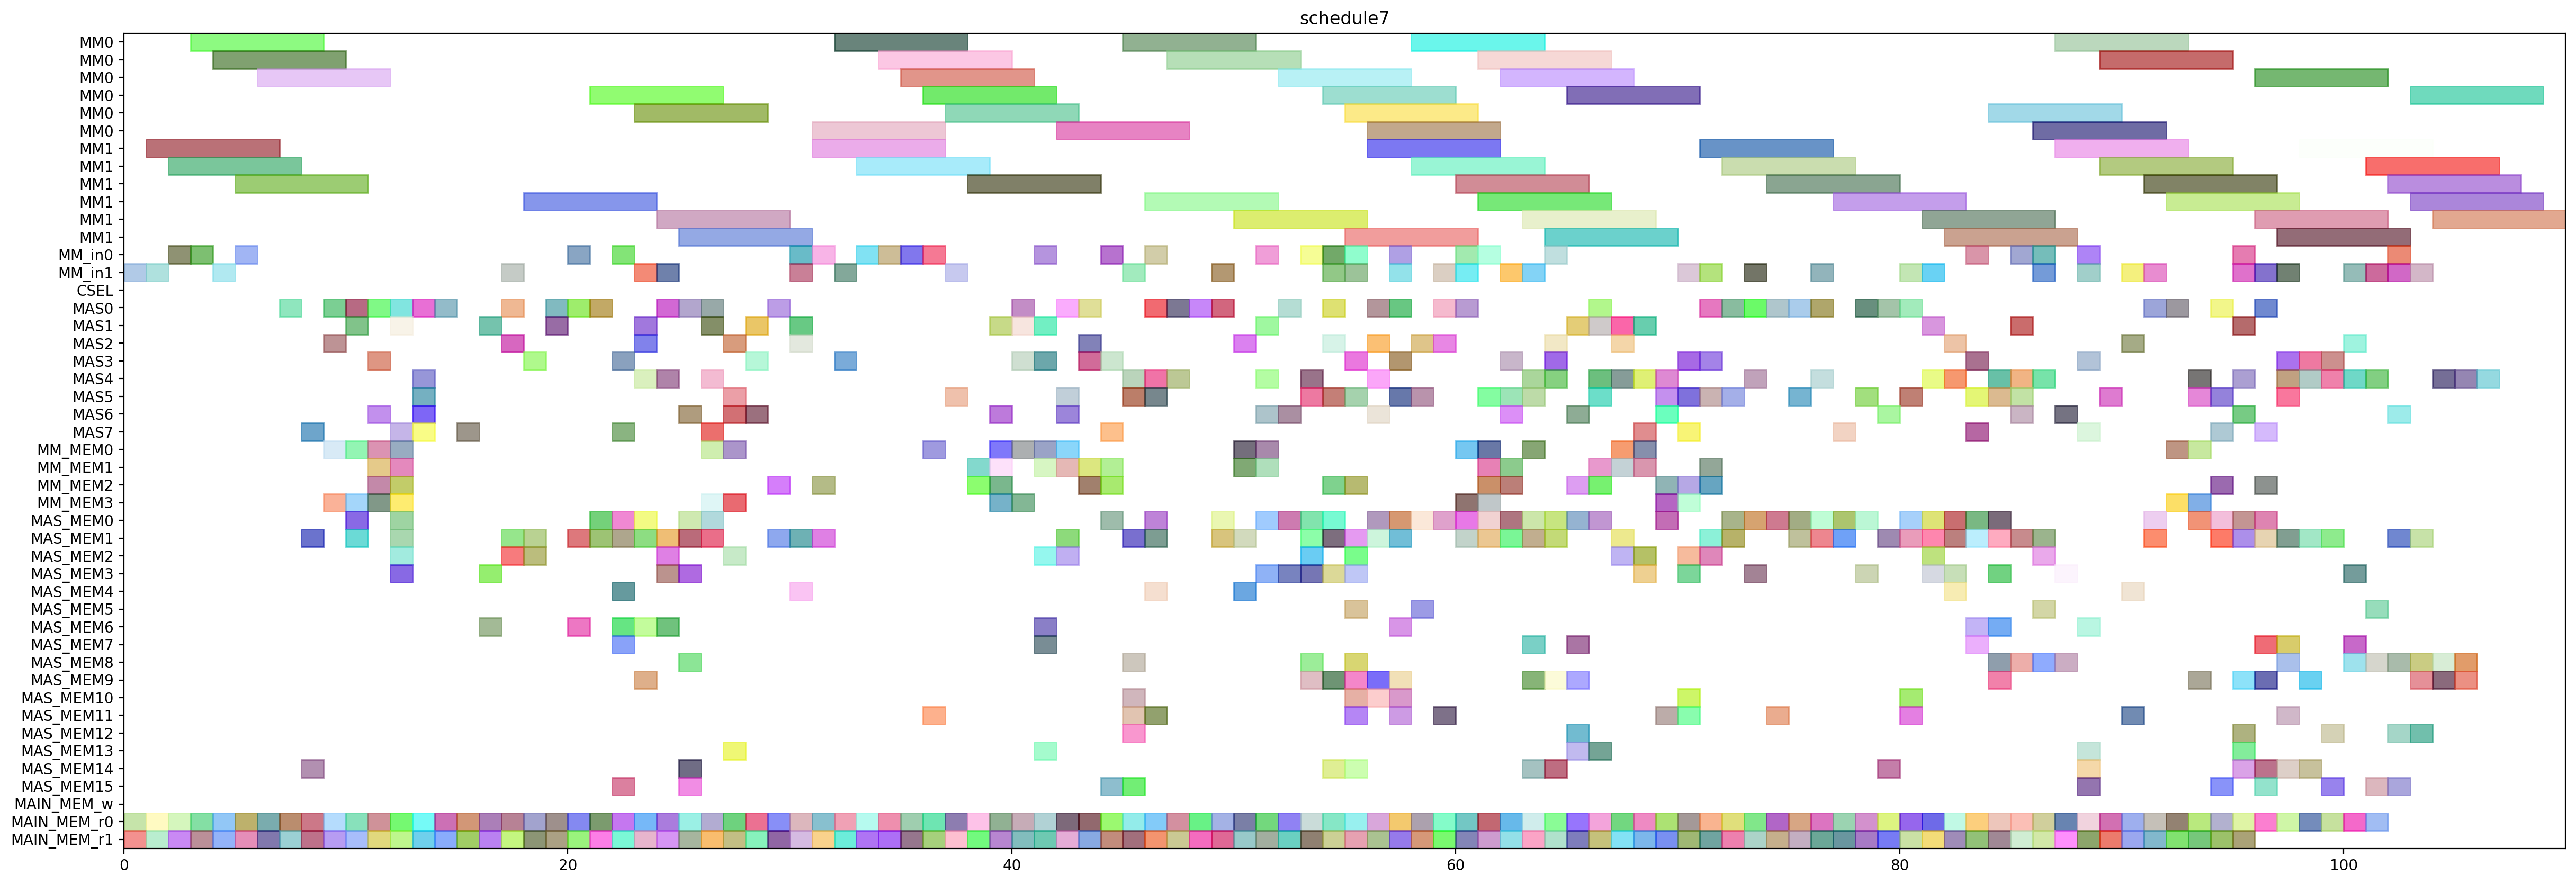 schedule7
MM0
MM0
MM0
MM0
MM0
MM0
MM1
MM1
MM1
MM1
MM1
MM1
MM_in0
MM_in1
CSEL
MAS0
MAS1
MAS2
MAS3
MAS4
MAS5
MAS6
MAS7
MM_MEM0
MM_MEM1
MM_MEM2
MM_MEM3
MAS_MEM0
MAS_MEM1
MAS_MEM2
MAS_MEM3
MAS_MEM4
MAS_MEM5
MAS_MEM6
MAS_MEM7
MAS_MEM8
MAS_MEM9
MAS_MEM10
MAS_MEM11
MAS_MEM12
MAS_MEM13
MAS_MEM14
MAS_MEM15
MAIN_MEM_w
MAIN_MEM_r0
MAIN_MEM_r1
0 20 40 60 80 100